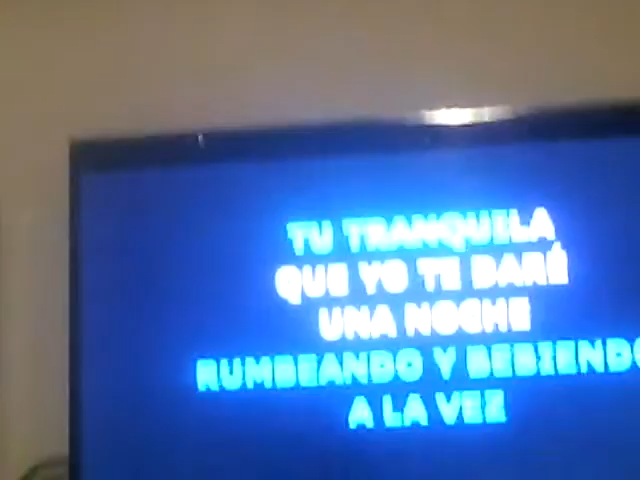 TU TRANQUILA
QUE YO TE DARÉ
UNA NOCHE
RUMBEANDO Y BEBIENDO
A LA VEZ